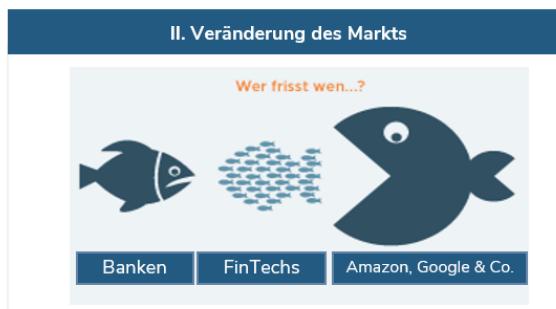 II. Veränderung des Markts
Wer frisst wen...?
Banken
FinTechs
Amazon, Google & Co.